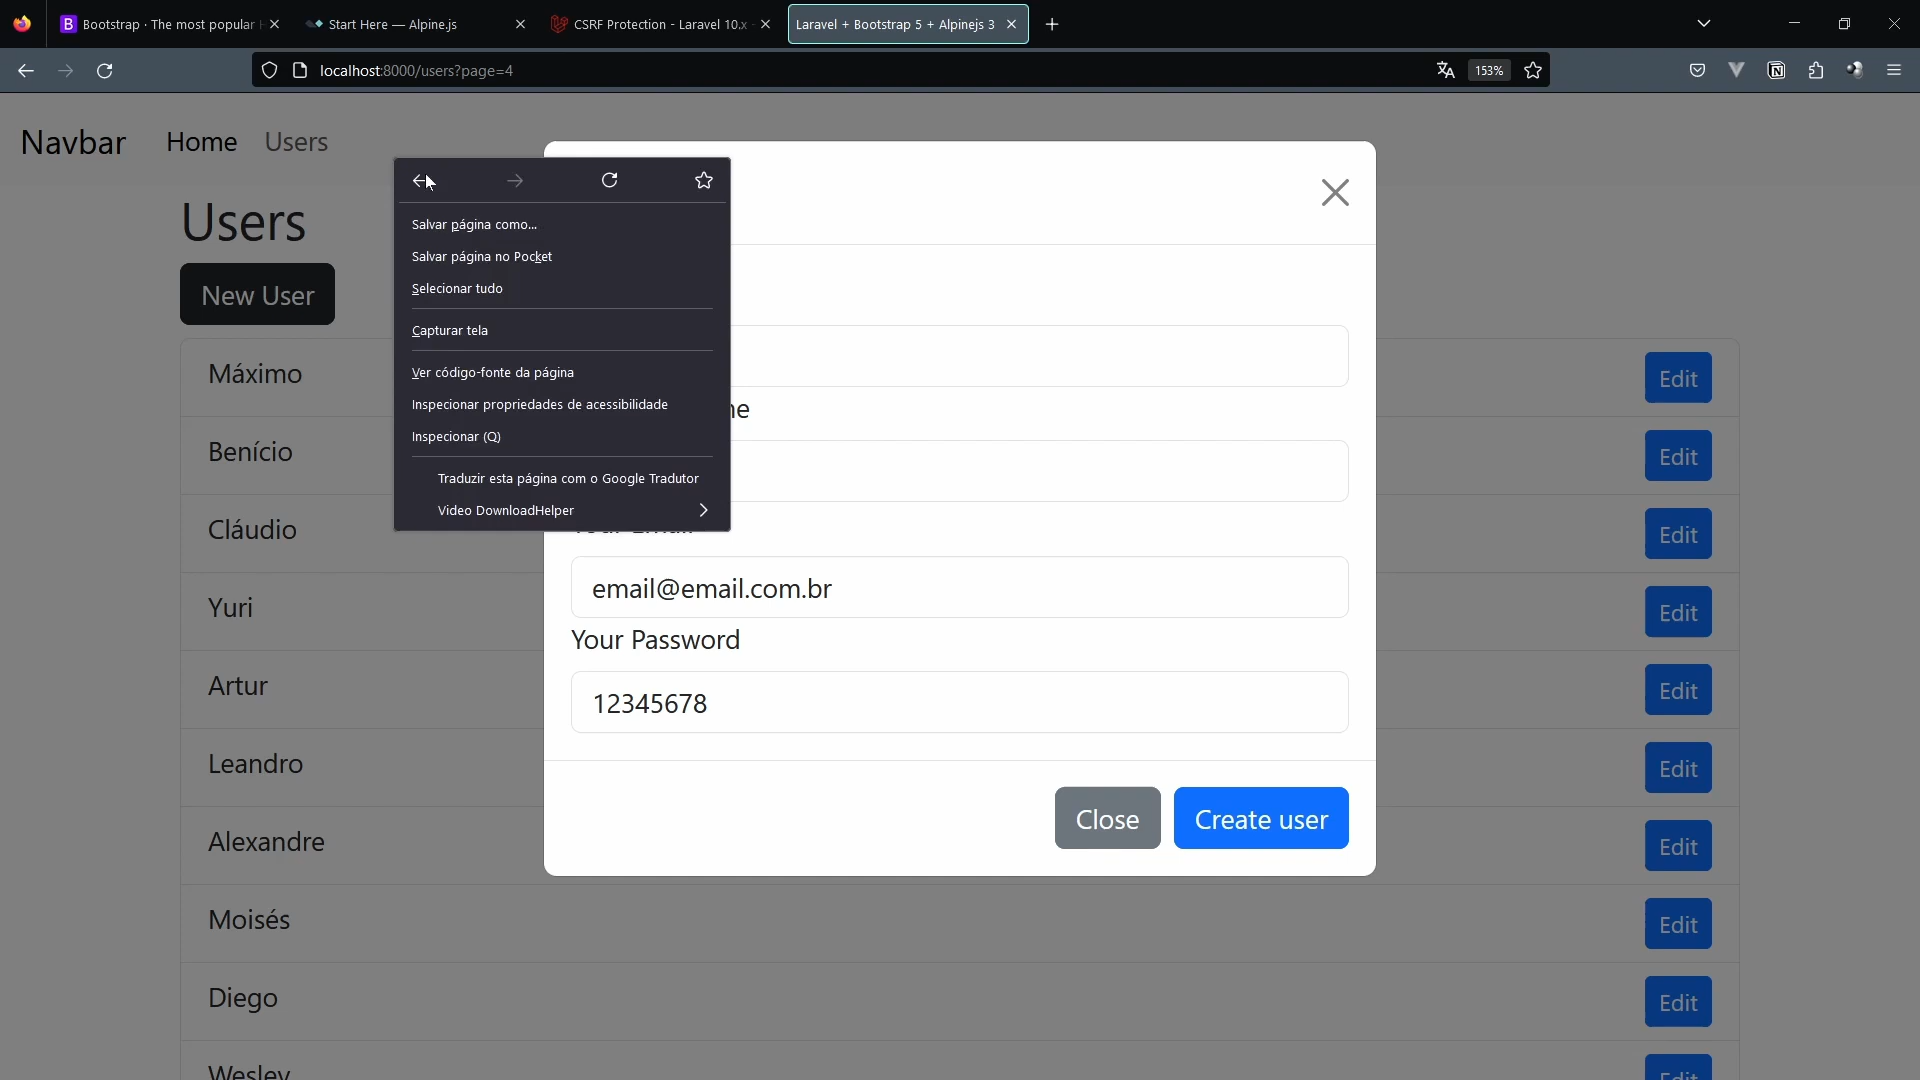 Bootstrap · The most popular
Start Here — Alpine.js
CSRF Protection - Laravel 10.x -
Laravel + Bootstrap 5 + Alpinejs 3
localhost:8000/users?page=4
153%
Navbar
Home
Users
Users
New User
Salvar página como...
Salvar página no Pocket
Selecionar tudo
Capturar tela
Ver código-fonte da página
Inspecionar propriedades de acessibilidade
Inspecionar (Q)
Traduzir esta página com o Google Tradutor
Video DownloadHelper
email@email.com.br
Your Password
12345678
Close
Create user
Máximo
Edit
Benício
Edit
Cláudio
Edit
Yuri
Edit
Artur
Edit
Leandro
Edit
Alexandre
Edit
Moisés
Edit
Diego
Edit
Wesley
Edit